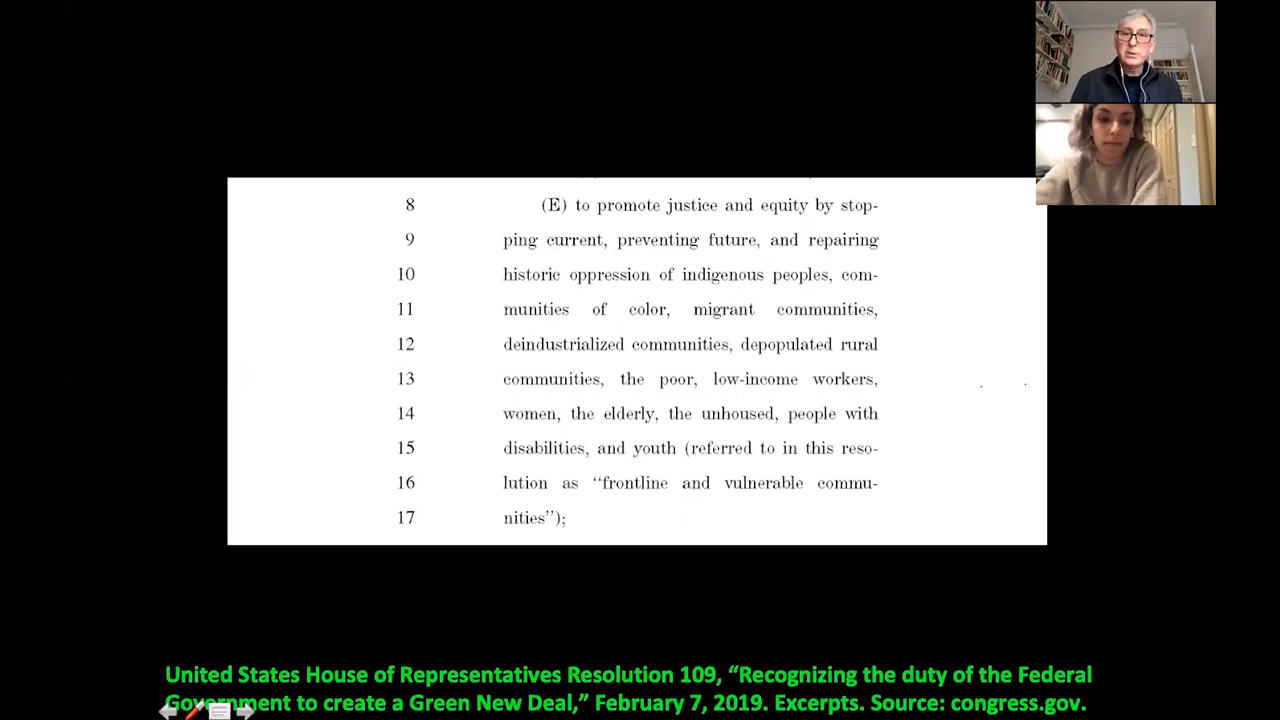 8 (E) to promote justice and equity by stop-
9 ping current, preventing future, and repairing
10 historic oppression of indigenous peoples, com-
11 munities of color, migrant communities,
12 deindustrialized communities, depopulated rural
13 communities, the poor, low-income workers,
14 women, the elderly, the unhoused, people with
15 disabilities, and youth (referred to in this reso-
16 lution as ‘‘frontline and vulnerable commu-
17 nities’’);
United States House of Representatives Resolution 109, “Recognizing the duty of the Federal
Government to create a Green New Deal,” February 7, 2019. Excerpts. Source: congress.gov.